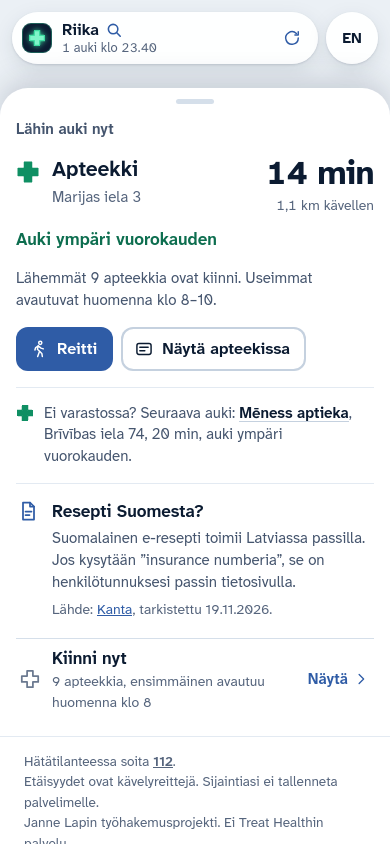 Riika
1 auki klo 23.40
EN
Lähin auki nyt
Apteekki
14 min
Marijas iela 3
1,1 km kävellen
Auki ympäri vuorokauden
Lähemmät 9 apteekkia ovat kiinni. Useimmat
avautuvat huomenna klo 8–10.
Reitti
Näytä apteekissa
Ei varastossa? Seuraava auki: Mēness aptieka,
Brīvības iela 74, 20 min, auki ympäri
vuorokauden.
Resepti Suomesta?
Suomalainen e-resepti toimii Latviassa passilla.
Jos kysytään ”insurance numberia”, se on
henkilötunnuksesi passin tietosivulla.
Lähde: Kanta, tarkistettu 19.11.2026.
Kiinni nyt
9 apteekkia, ensimmäinen avautuu
huomenna klo 8
Näytä
Hätätilanteessa soita 112.
Etäisyydet ovat kävelyreittejä. Sijaintiasi ei tallenneta
palvelimelle.
Janne Lapin työhakemusprojekti. Ei Treat Healthin
palvelu.